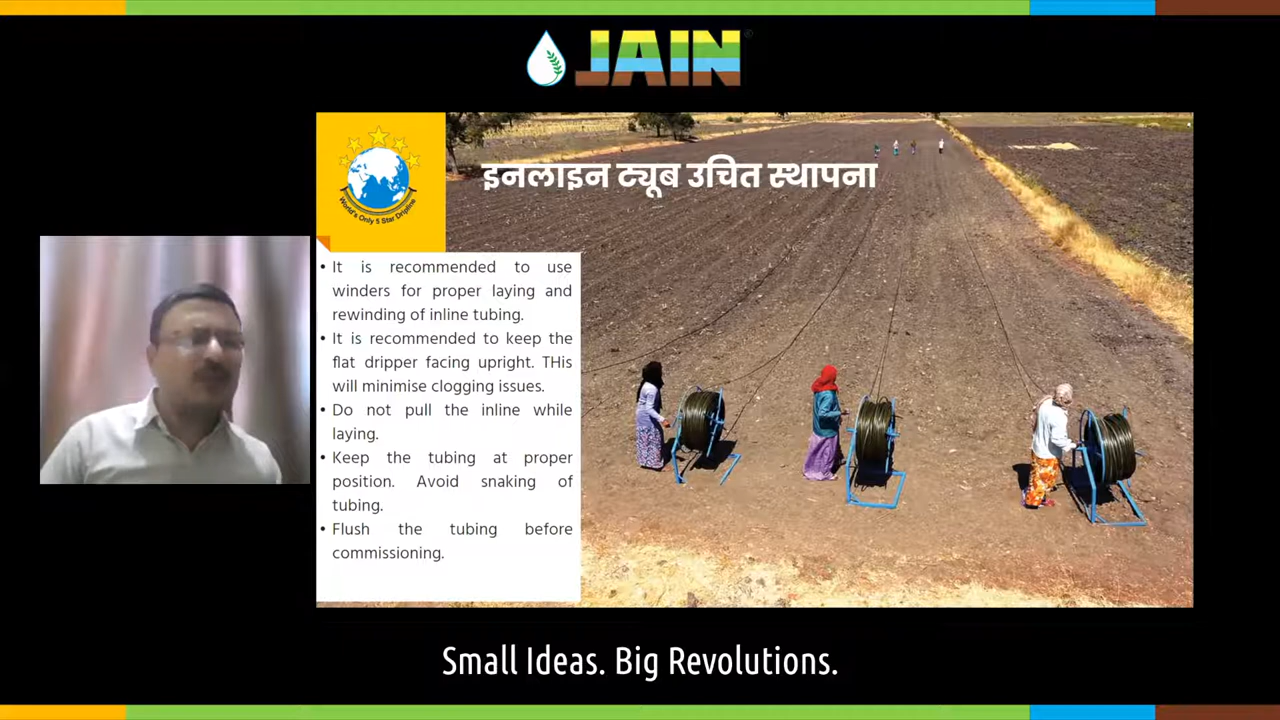 JAIN
इनलाइन ट्यूब उचित स्थापना
World's Only 5 Star Dripline
• It is recommended to use
winders for proper laying and
rewinding of inline tubing.
• It is recommended to keep the
flat dripper facing upright. THis
will minimise clogging issues.
• Do not pull the inline while
laying.
• Keep the tubing at proper
position. Avoid snaking of
tubing.
• Flush the tubing before
commissioning.
Small Ideas. Big Revolutions.